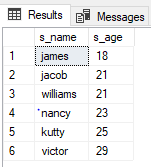 Results Messages
s_name s_age
1 james 18
2 jacob 21
3 williams 21
4 nancy 23
5 kutty 25
6 victor 29